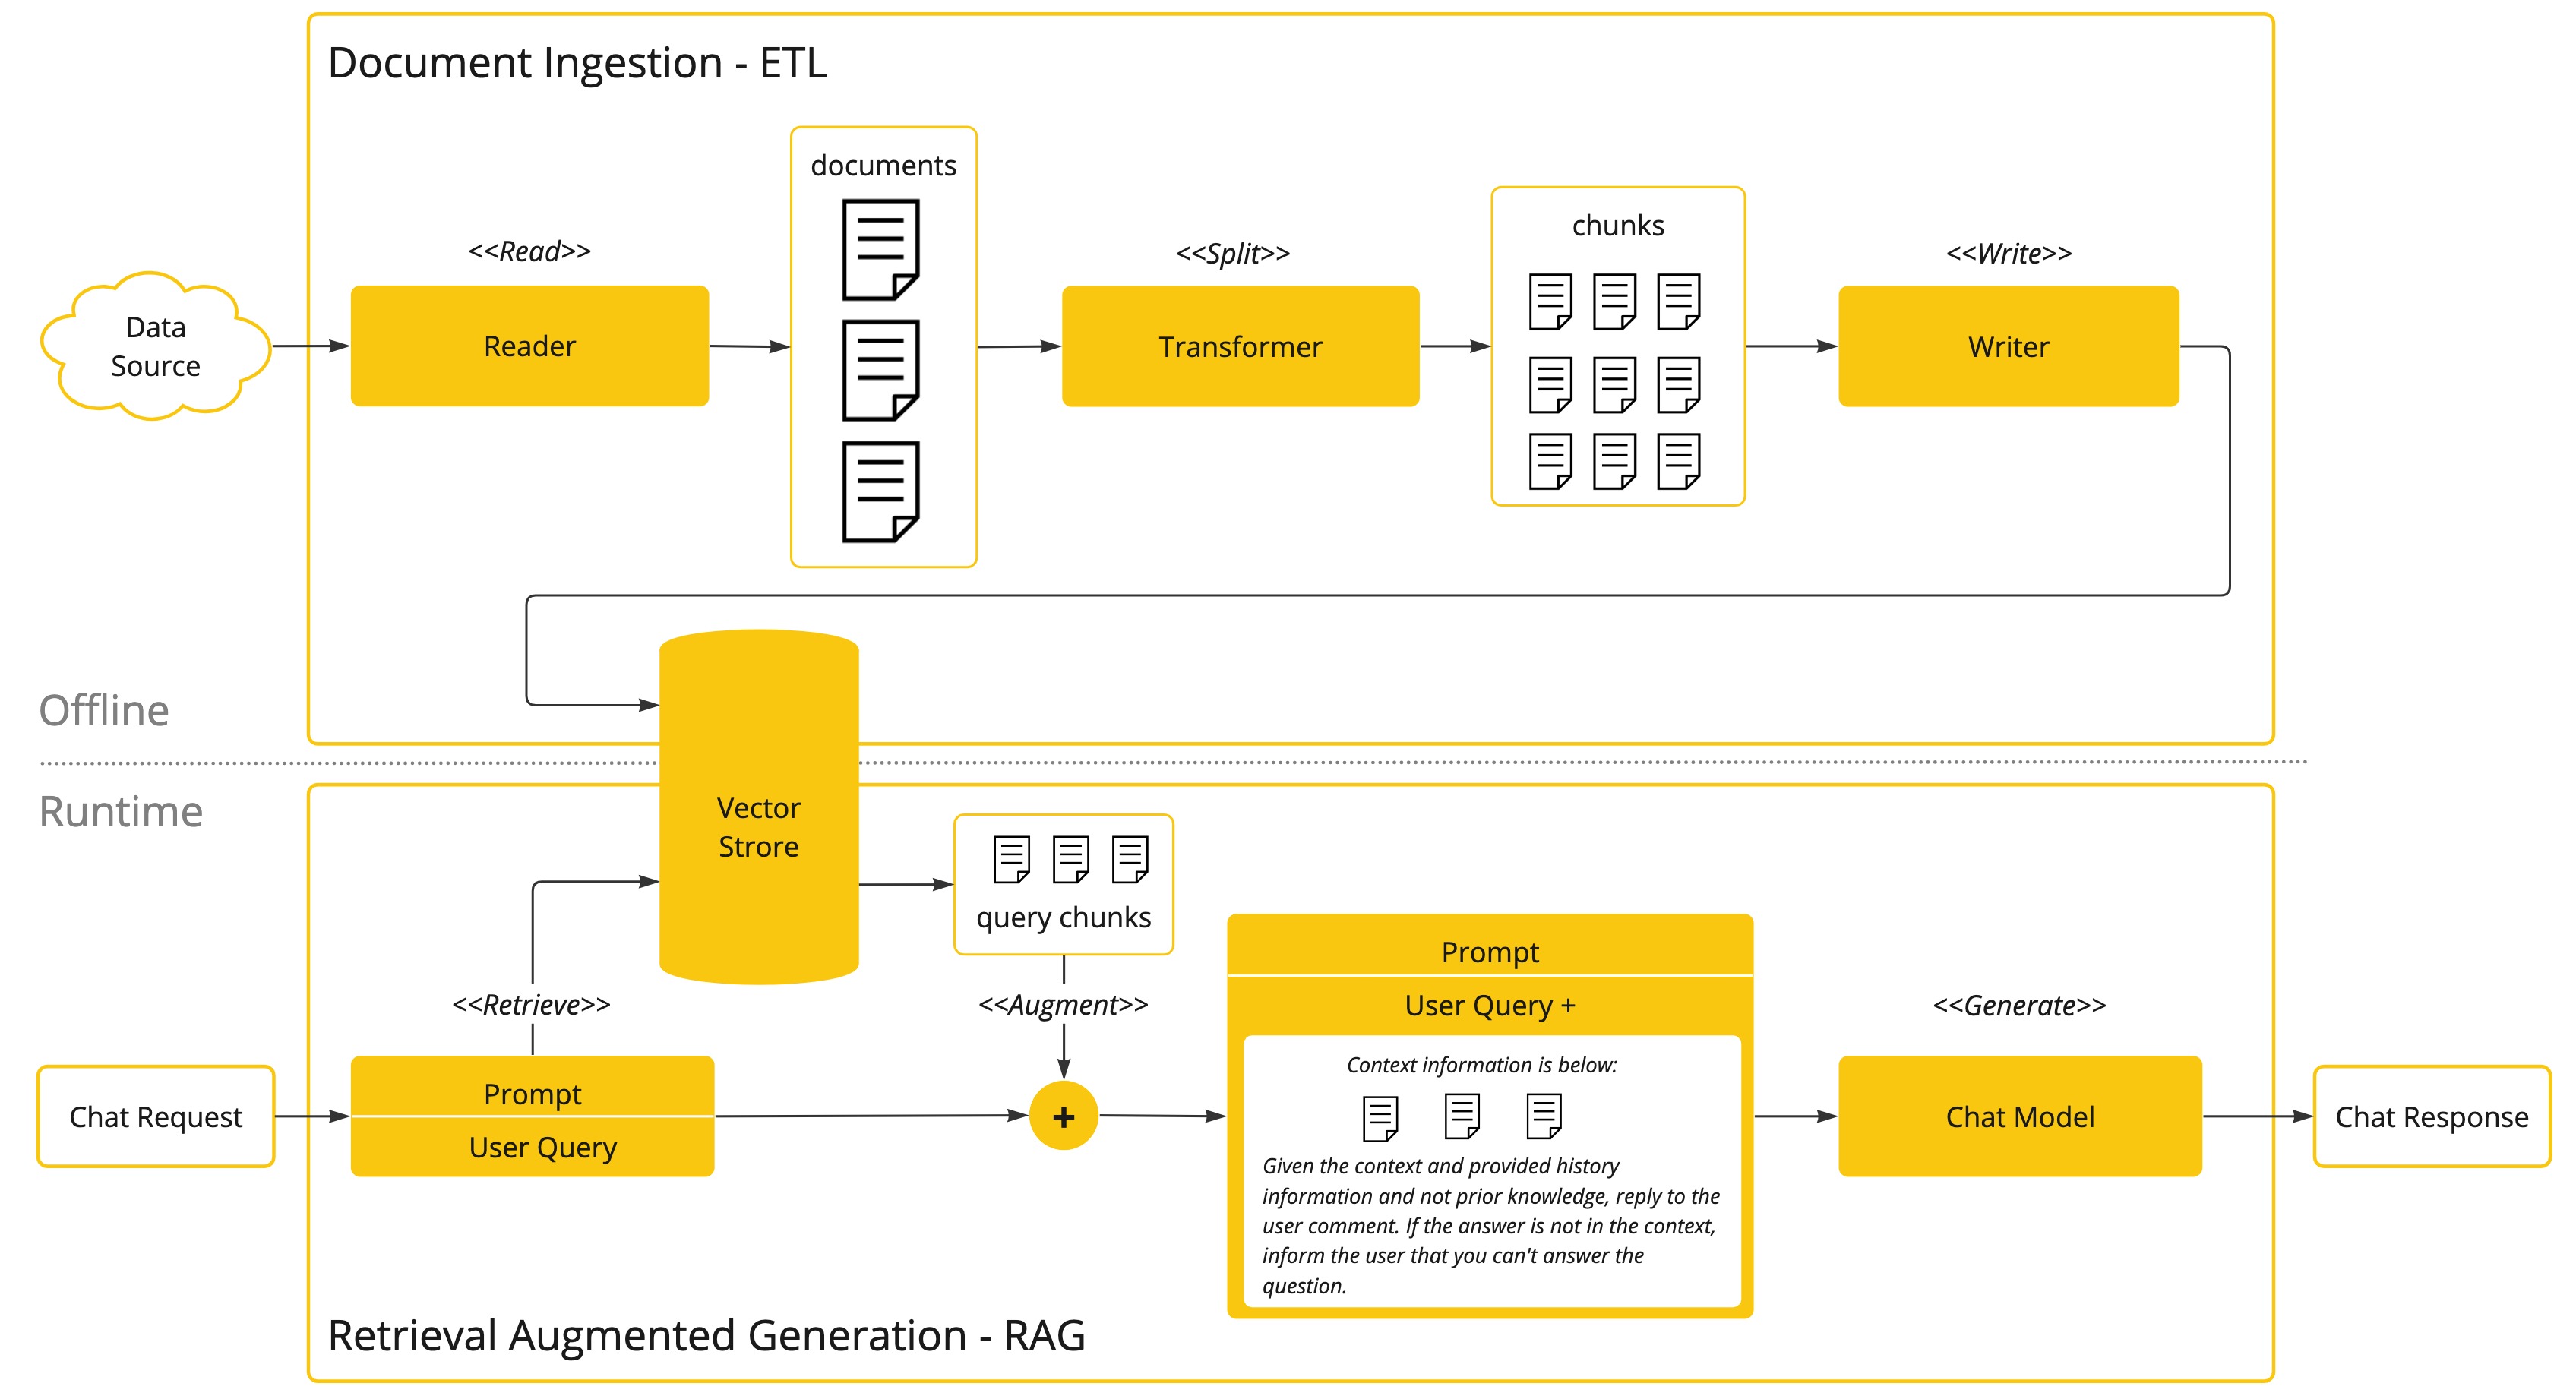 Document Ingestion - ETL
documents
<<Read>>
<<Split>>
chunks
<<Write>>
Data
Source
Reader
Transformer
Writer
Offline
Runtime
Vector
Strore
query chunks
<<Retrieve>>
<<Augment>>
Prompt
User Query +
<<Generate>>
Context information is below:
Chat Request
Prompt
User Query
+
Chat Model
Chat Response
Given the context and provided history
information and not prior knowledge, reply to the
user comment. If the answer is not in the context,
inform the user that you can't answer the
question.
Retrieval Augmented Generation - RAG